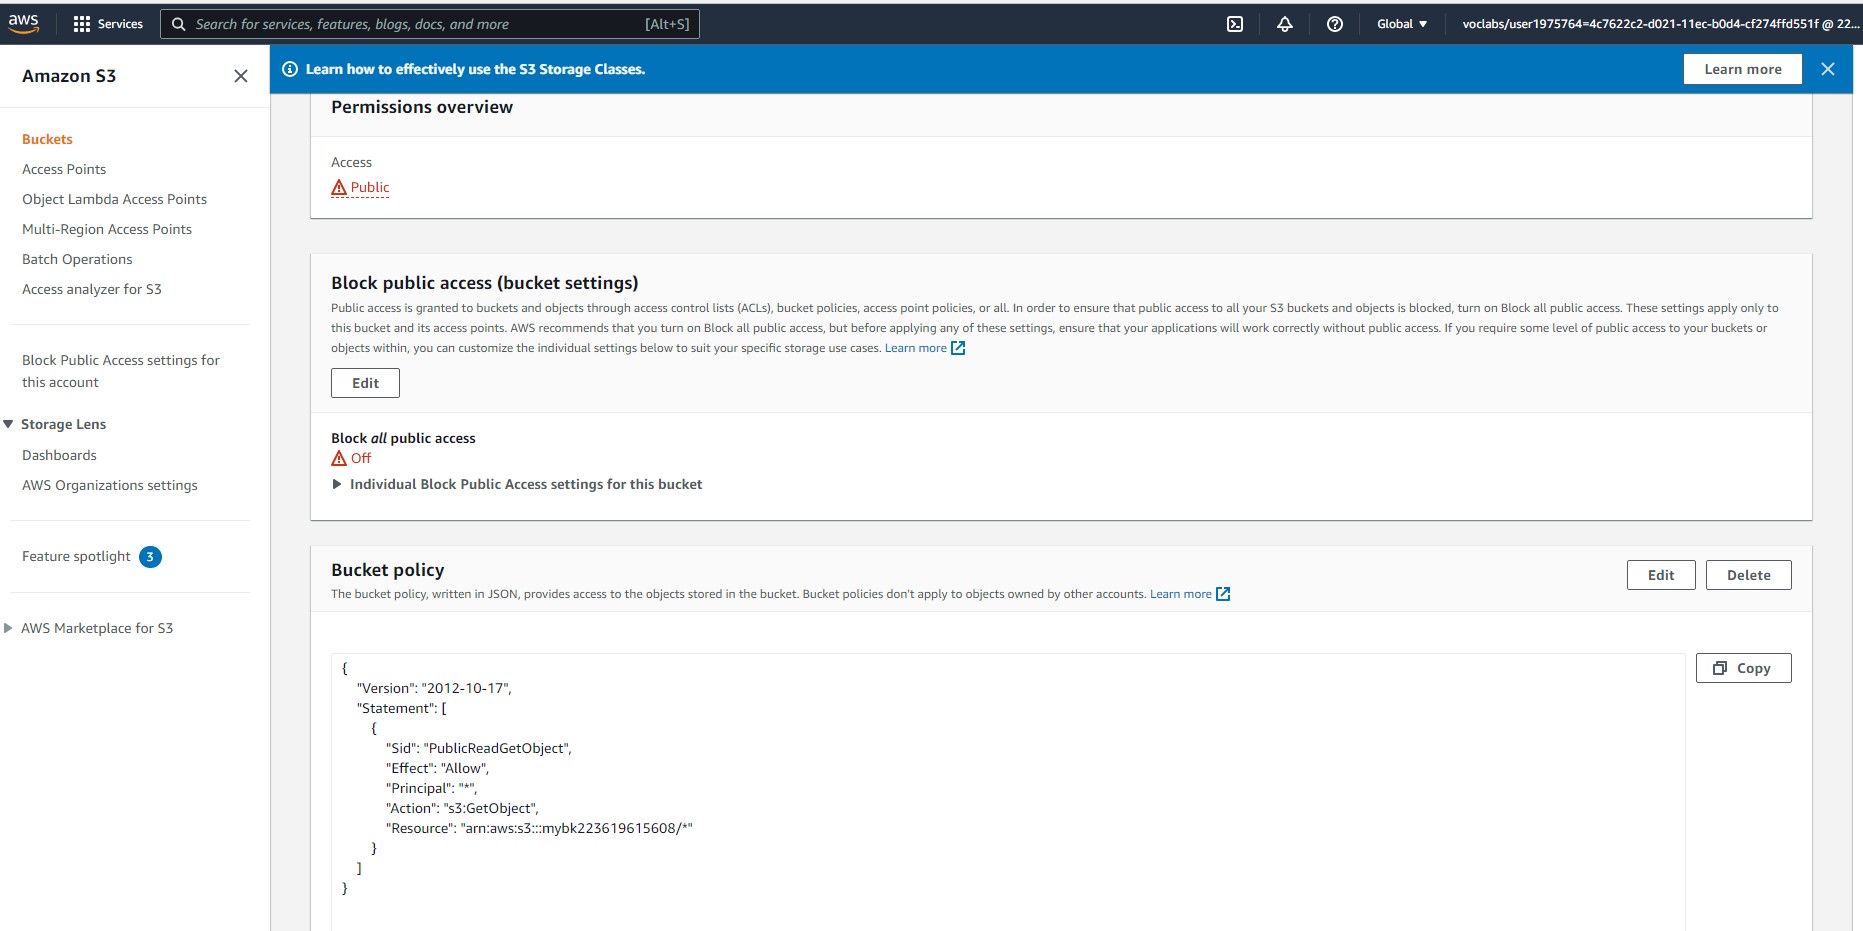 aws
Services
Search for services, features, blogs, docs, and more
[Alt+S]
Global
voclabs/user1975764=4c7622c2-d021-11ec-b0d4-cf274ffd551f @ 22...
Amazon S3
Buckets
Access Points
Object Lambda Access Points
Multi-Region Access Points
Batch Operations
Access analyzer for S3
Block Public Access settings for
this account
Storage Lens
Dashboards
AWS Organizations settings
Feature spotlight 3
AWS Marketplace for S3
Learn how to effectively use the S3 Storage Classes.
Learn more
Permissions overview
Access
Public
Block public access (bucket settings)
Public access is granted to buckets and objects through access control lists (ACLs), bucket policies, access point policies, or all. In order to ensure that public access to all your S3 buckets and objects is blocked, turn on Block all public access. These settings apply only to
this bucket and its access points. AWS recommends that you turn on Block all public access, but before applying any of these settings, ensure that your applications will work correctly without public access. If you require some level of public access to your buckets or
objects within, you can customize the individual settings below to suit your specific storage use cases. Learn more
Edit
Block all public access
Off
Individual Block Public Access settings for this bucket
Bucket policy
The bucket policy, written in JSON, provides access to the objects stored in the bucket. Bucket policies don't apply to objects owned by other accounts. Learn more
Edit
Delete
Copy
{
"Version": "2012-10-17",
"Statement": [
{
"Sid": "PublicReadGetObject",
"Effect": "Allow",
"Principal": "*",
"Action": "s3:GetObject",
"Resource": "arn:aws:s3:::mybk223619615608/*"
}
]
}